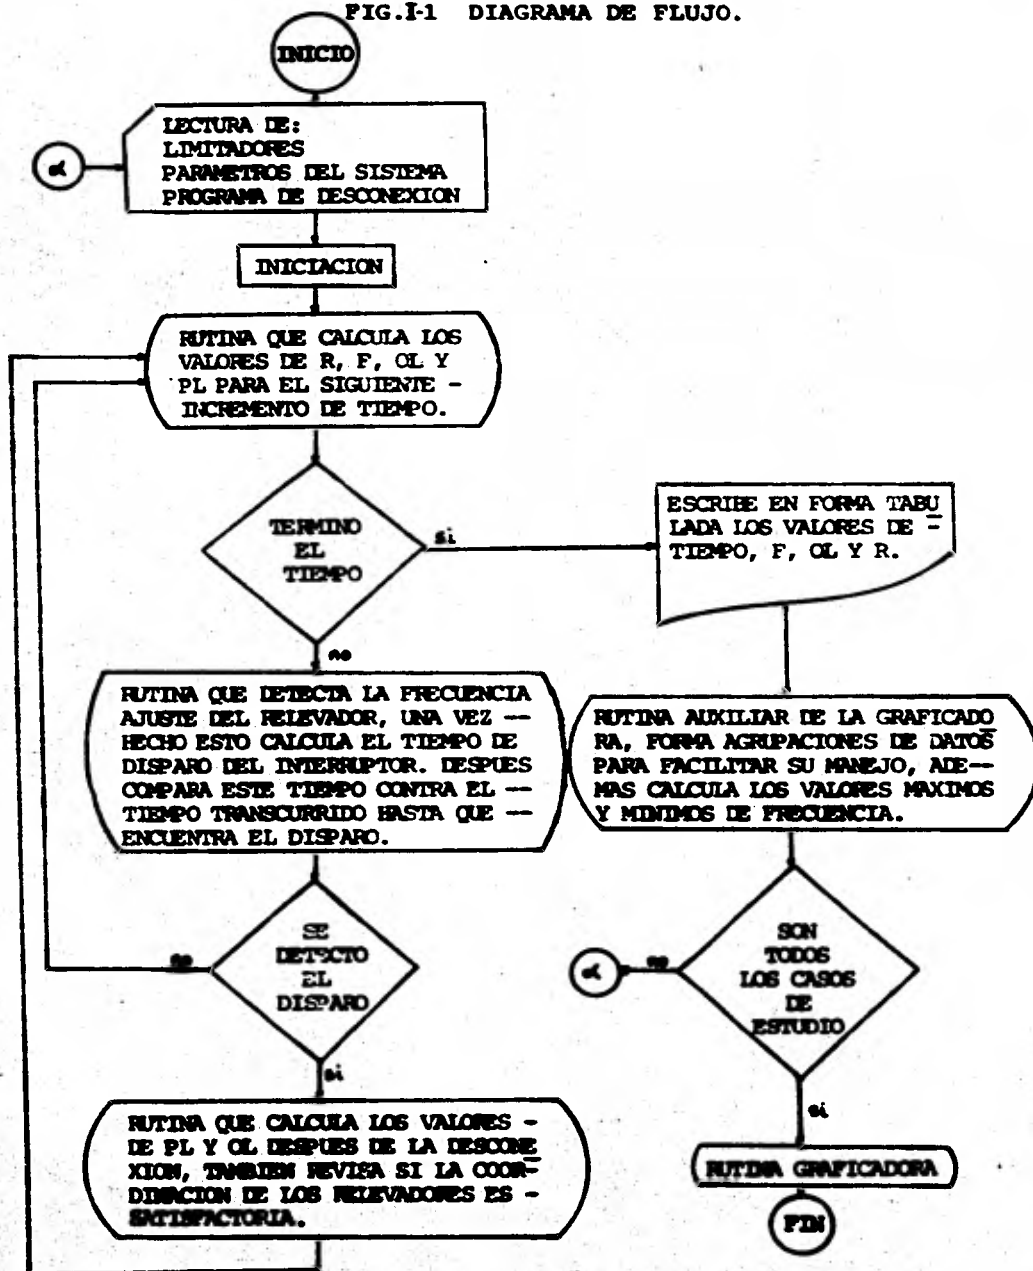 FIG.I-1 DIAGRAMA DE FLUJO.
INICIO
LECTURA DE:
LIMITADORES
PARAMETROS DEL SISTEMA
PROGRAMA DE DESCONEXION
α
INICIACION
RUTINA QUE CALCULA LOS
VALORES DE R, F, OL Y
PL PARA EL SIGUIENTE -
INCREMENTO DE TIEMPO.
TERMINO
EL
TIEMPO
si
no
ESCRIBE EN FORMA TABU
LADA LOS VALORES DE -
TIEMPO, F, OL Y R.
RUTINA QUE DETECTA LA FRECUENCIA
AJUSTE DEL RELEVADOR, UNA VEZ --
HECHO ESTO CALCULA EL TIEMPO DE
DISPARO DEL INTERRUPTOR. DESPUES
COMPARA ESTE TIEMPO CONTRA EL --
TIEMPO TRANSCURRIDO HASTA QUE --
ENCUENTRA EL DISPARO.
RUTINA AUXILIAR DE LA GRAFICADO
RA, FORMA AGRUPACIONES DE DATOS
PARA FACILITAR SU MANEJO, ADE--
MAS CALCULA LOS VALORES MAXIMOS
Y MINIMOS DE FRECUENCIA.
SE
DETECTO
EL
DISPARO
no
si
SON
TODOS
LOS CASOS
DE
ESTUDIO
no
α
si
RUTINA QUE CALCULA LOS VALORES -
DE PL Y OL DESPUES DE LA DESCONE
XION, TAMBIEN REVISA SI LA COOR-
DINACION DE LOS RELEVADORES ES -
SATISFACTORIA.
RUTINA GRAFICADORA
FIN